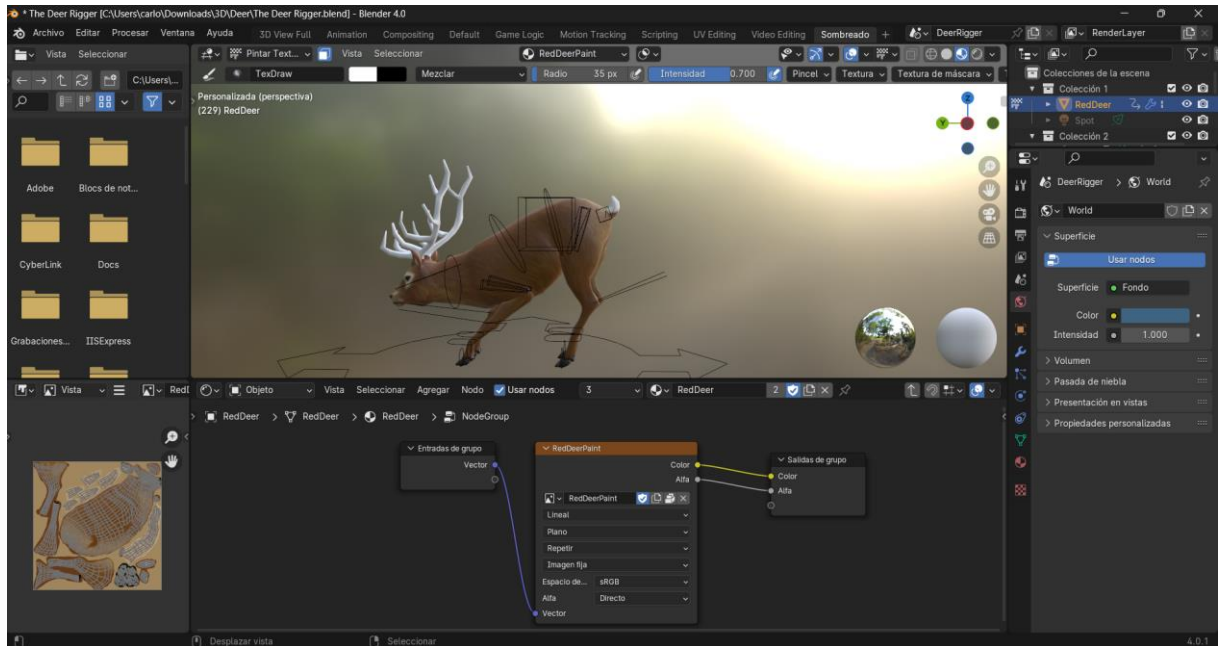 * The Deer Rigger [C:\Users\carlo\Downloads\3D\Deer\The Deer Rigger.blend] - Blender 4.0
Archivo Editar Procesar Ventana Ayuda 3D View Full Animation Compositing Default Game Logic Motion Tracking Scripting UV Editing Video Editing Sombreado + DeerRigger RenderLayer
Vista Seleccionar Pintar Text... Vista Seleccionar RedDeerPaint
C:\Users\... TexDraw Mezclar Radio 35 px Intensidad 0.700 Pincel Textura Textura de máscara
Personalizada (perspectiva)
(229) RedDeer
Z
Y
Adobe Blocs de not...
CyberLink Docs
Grabaciones... IISExpress
Colecciones de la escena
Colección 1
RedDeer
Spot
Colección 2
DeerRigger > World
World
Superficie
Usar nodos
Superficie Fondo
Color
Intensidad 1.000
Volumen
Pasada de niebla
Presentación en vistas
Propiedades personalizadas
Vista RedI Objeto Vista Seleccionar Agregar Nodo Usar nodos 3 RedDeer 2
RedDeer > RedDeer > RedDeer > NodeGroup
Entradas de grupo
Vector
RedDeerPaint
Color
Alfa
RedDeerPaint
Lineal
Plano
Repetir
Imagen fija
Espacio de... sRGB
Alfa Directo
Vector
Salidas de grupo
Color
Alfa
Desplazar vista Seleccionar 4.0.1